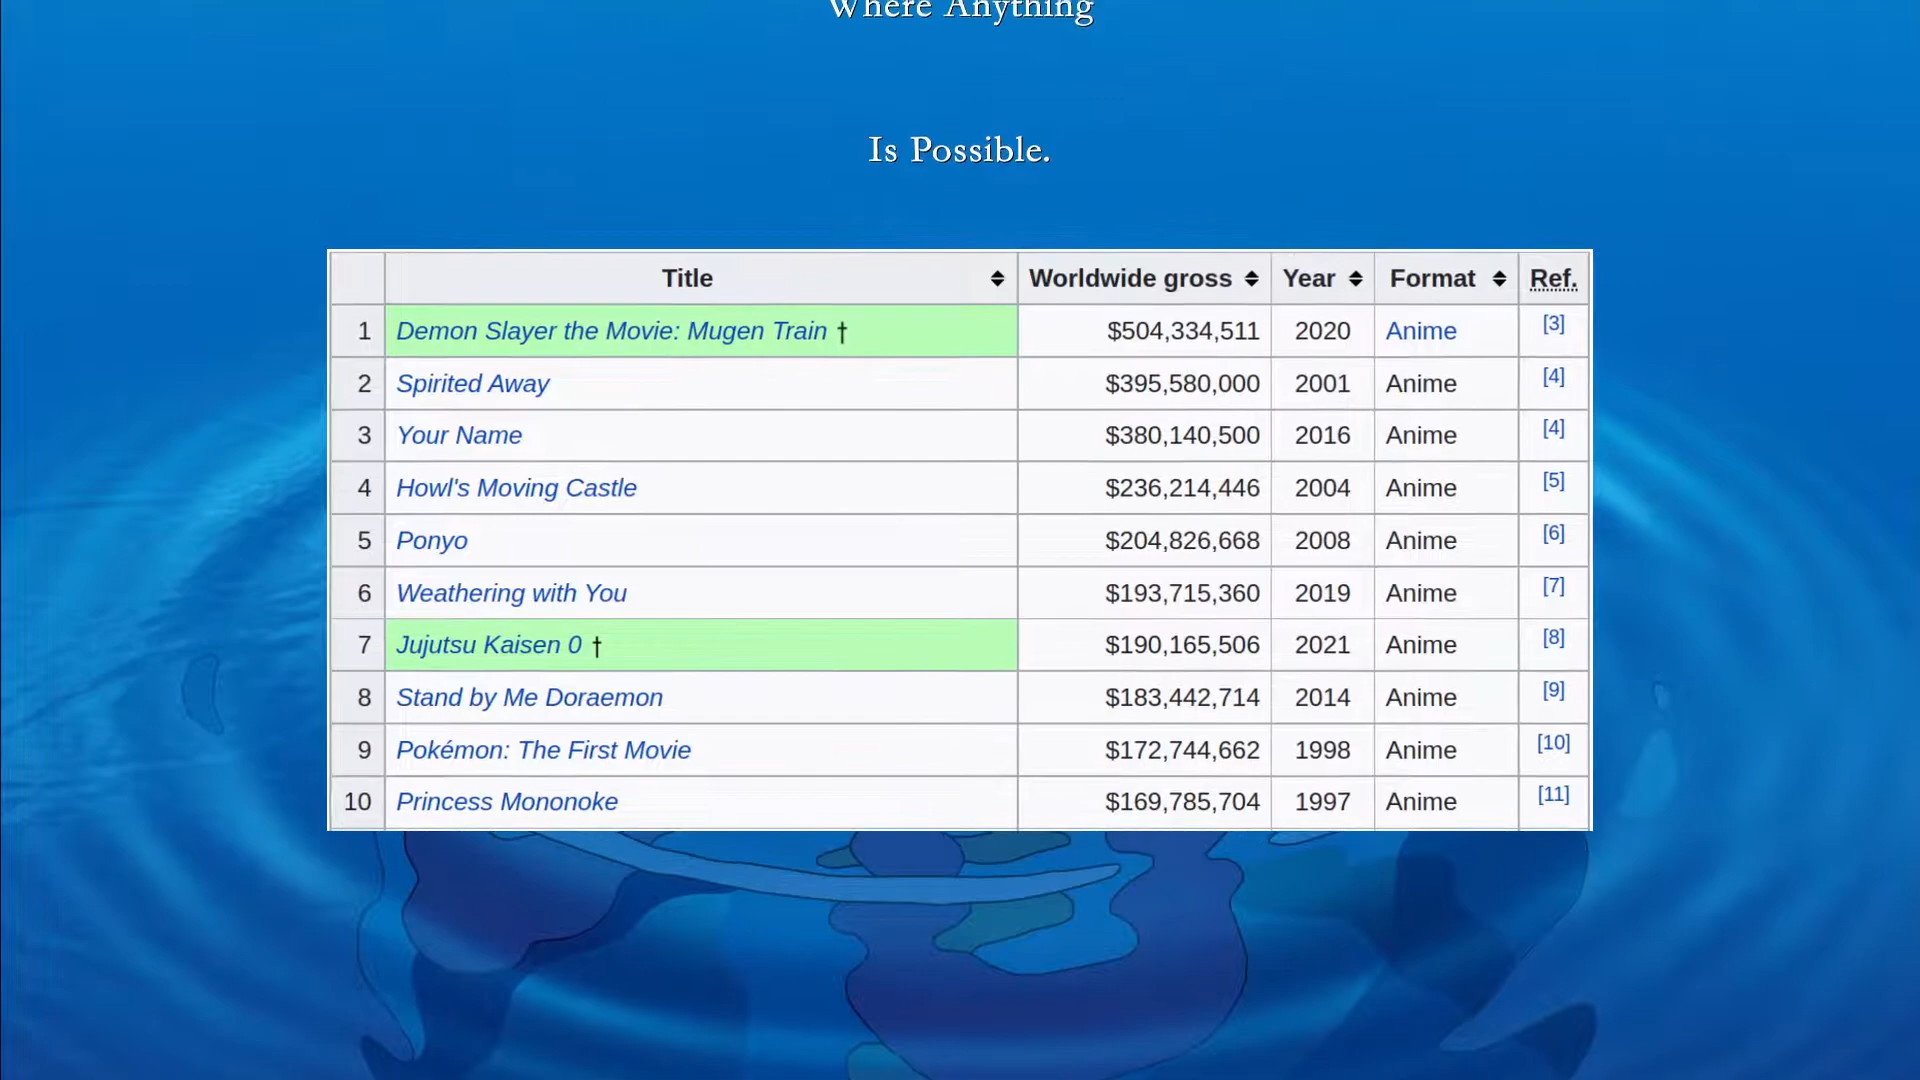 Where Anything
Is Possible.
Title Worldwide gross Year Format Ref.
1 Demon Slayer the Movie: Mugen Train † $504,334,511 2020 Anime [3]
2 Spirited Away $395,580,000 2001 Anime [4]
3 Your Name $380,140,500 2016 Anime [4]
4 Howl's Moving Castle $236,214,446 2004 Anime [5]
5 Ponyo $204,826,668 2008 Anime [6]
6 Weathering with You $193,715,360 2019 Anime [7]
7 Jujutsu Kaisen 0 † $190,165,506 2021 Anime [8]
8 Stand by Me Doraemon $183,442,714 2014 Anime [9]
9 Pokémon: The First Movie $172,744,662 1998 Anime [10]
10 Princess Mononoke $169,785,704 1997 Anime [11]